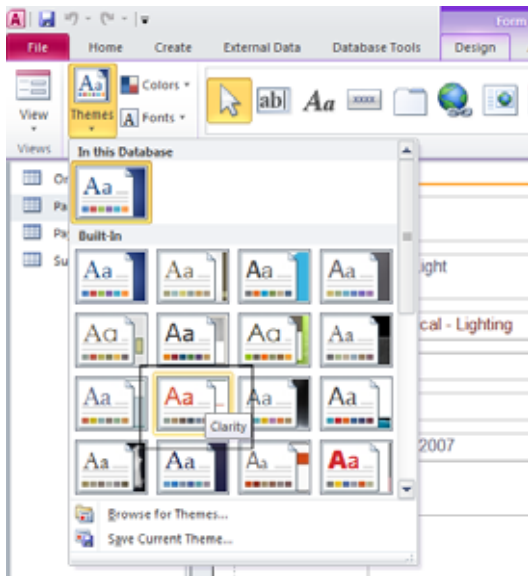 Form
File Home Create External Data Database Tools Design
View
Themes
Colors
Fonts
ab
Aa
XXXX
Views
In this Database
Aa
Built-In
Aa Aa Aa Aa
ight
Aa Aa Aa Aa
cal - Lighting
Aa Aa Aa Aa
Clarity
Aa Aa Aa Aa
2007
Browse for Themes...
Save Current Theme...